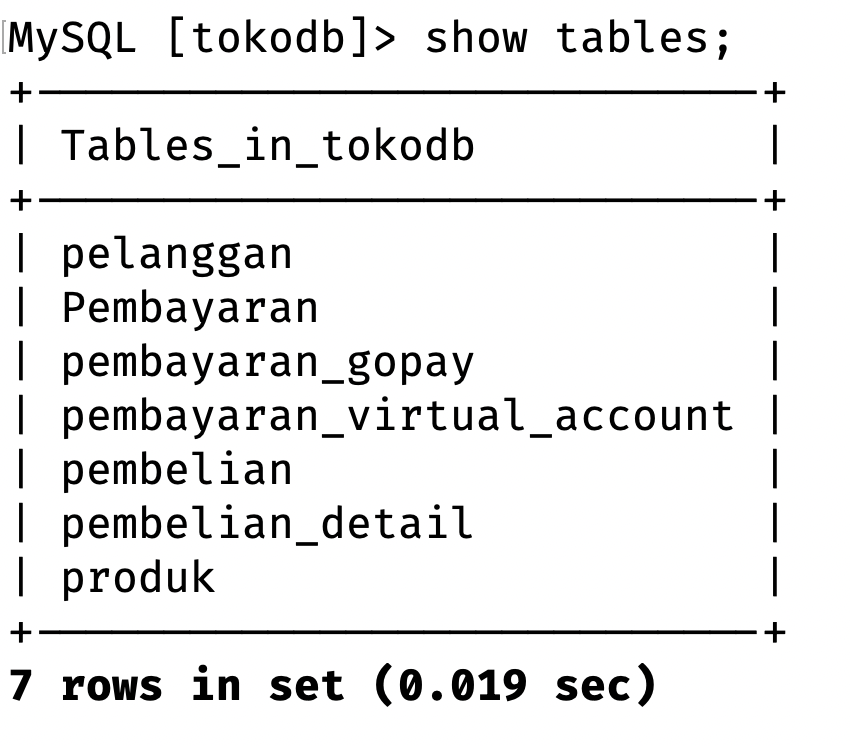 MySQL [tokodb]> show tables;
+----------------------------+
| Tables_in_tokodb           |
+----------------------------+
| pelanggan                  |
| Pembayaran                 |
| pembayaran_gopay           |
| pembayaran_virtual_account |
| pembelian                  |
| pembelian_detail           |
| produk                     |
+----------------------------+
7 rows in set (0.019 sec)